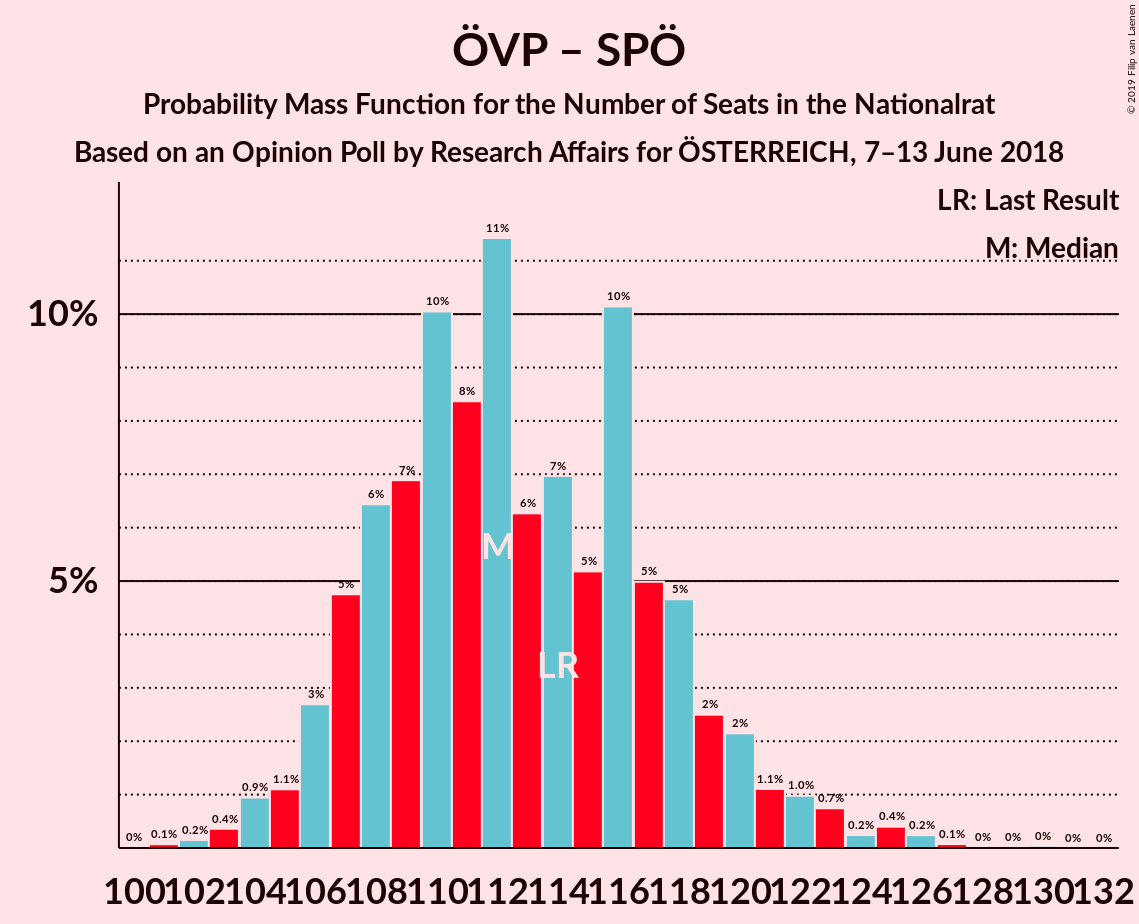 ÖVP – SPÖ
Probability Mass Function for the Number of Seats in the Nationalrat
Based on an Opinion Poll by Research Affairs for ÖSTERREICH, 7–13 June 2018
© 2019 Filip van Laenen
LR: Last Result
M: Median
10%
5%
0% 0.1% 0.2% 0.4% 0.9% 1.1% 3% 5% 6% 7% 10% 8% 11% 6% 7% 5% 10% 5% 5% 2% 2% 1.1% 1.0% 0.7% 0.2% 0.4% 0.2% 0.1% 0% 0% 0% 0% 0%
M
LR
100 102 104 106 108 110 112 114 116 118 120 122 124 126 128 130 132